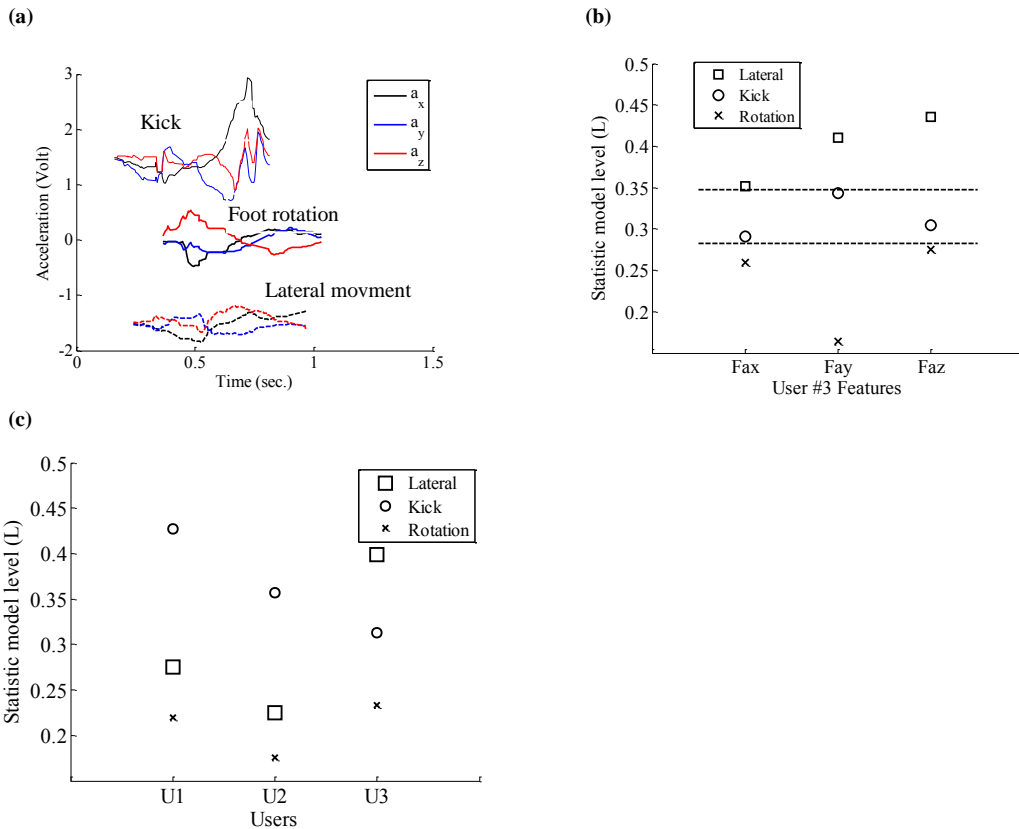 (a)
3
2
1
0
-1
-2
Acceleration (Volt)
Kick
Foot rotation
Lateral movment
a x
a y
a z
0
0.5
1
1.5
Time (sec.)
(b)
0.5
0.45
0.4
0.35
0.3
0.25
0.2
Statistic model level (L)
Lateral
Kick
Rotation
Fax
Fay
Faz
User #3 Features
(c)
0.5
0.45
0.4
0.35
0.3
0.25
0.2
Statistic model level (L)
Lateral
Kick
Rotation
U1
U2
U3
Users